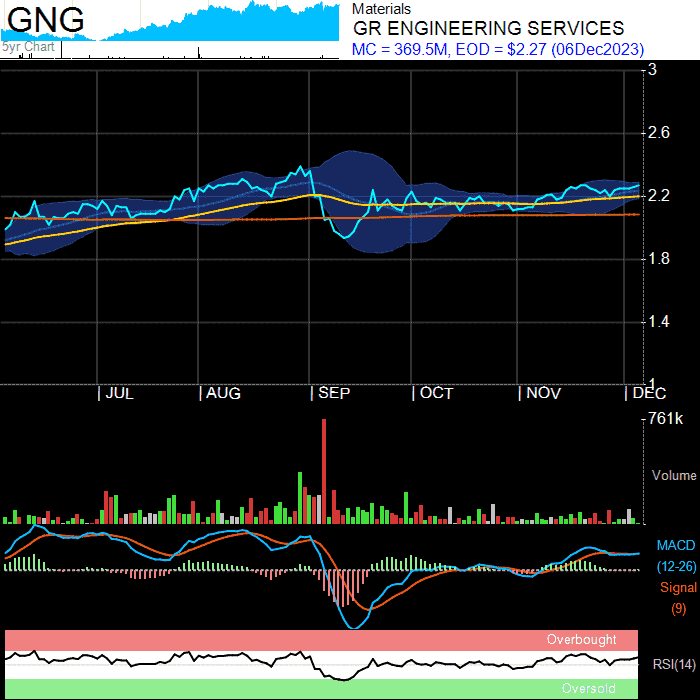 GNG
5yr Chart
Materials
GR ENGINEERING SERVICES
MC = 369.5M, EOD = $2.27 (06Dec2023)
3
2.6
2.2
1.8
1.4
1
JUL AUG SEP OCT NOV DEC
761k
Volume
MACD
(12-26)
Signal
(9)
Overbought
RSI(14)
Oversold